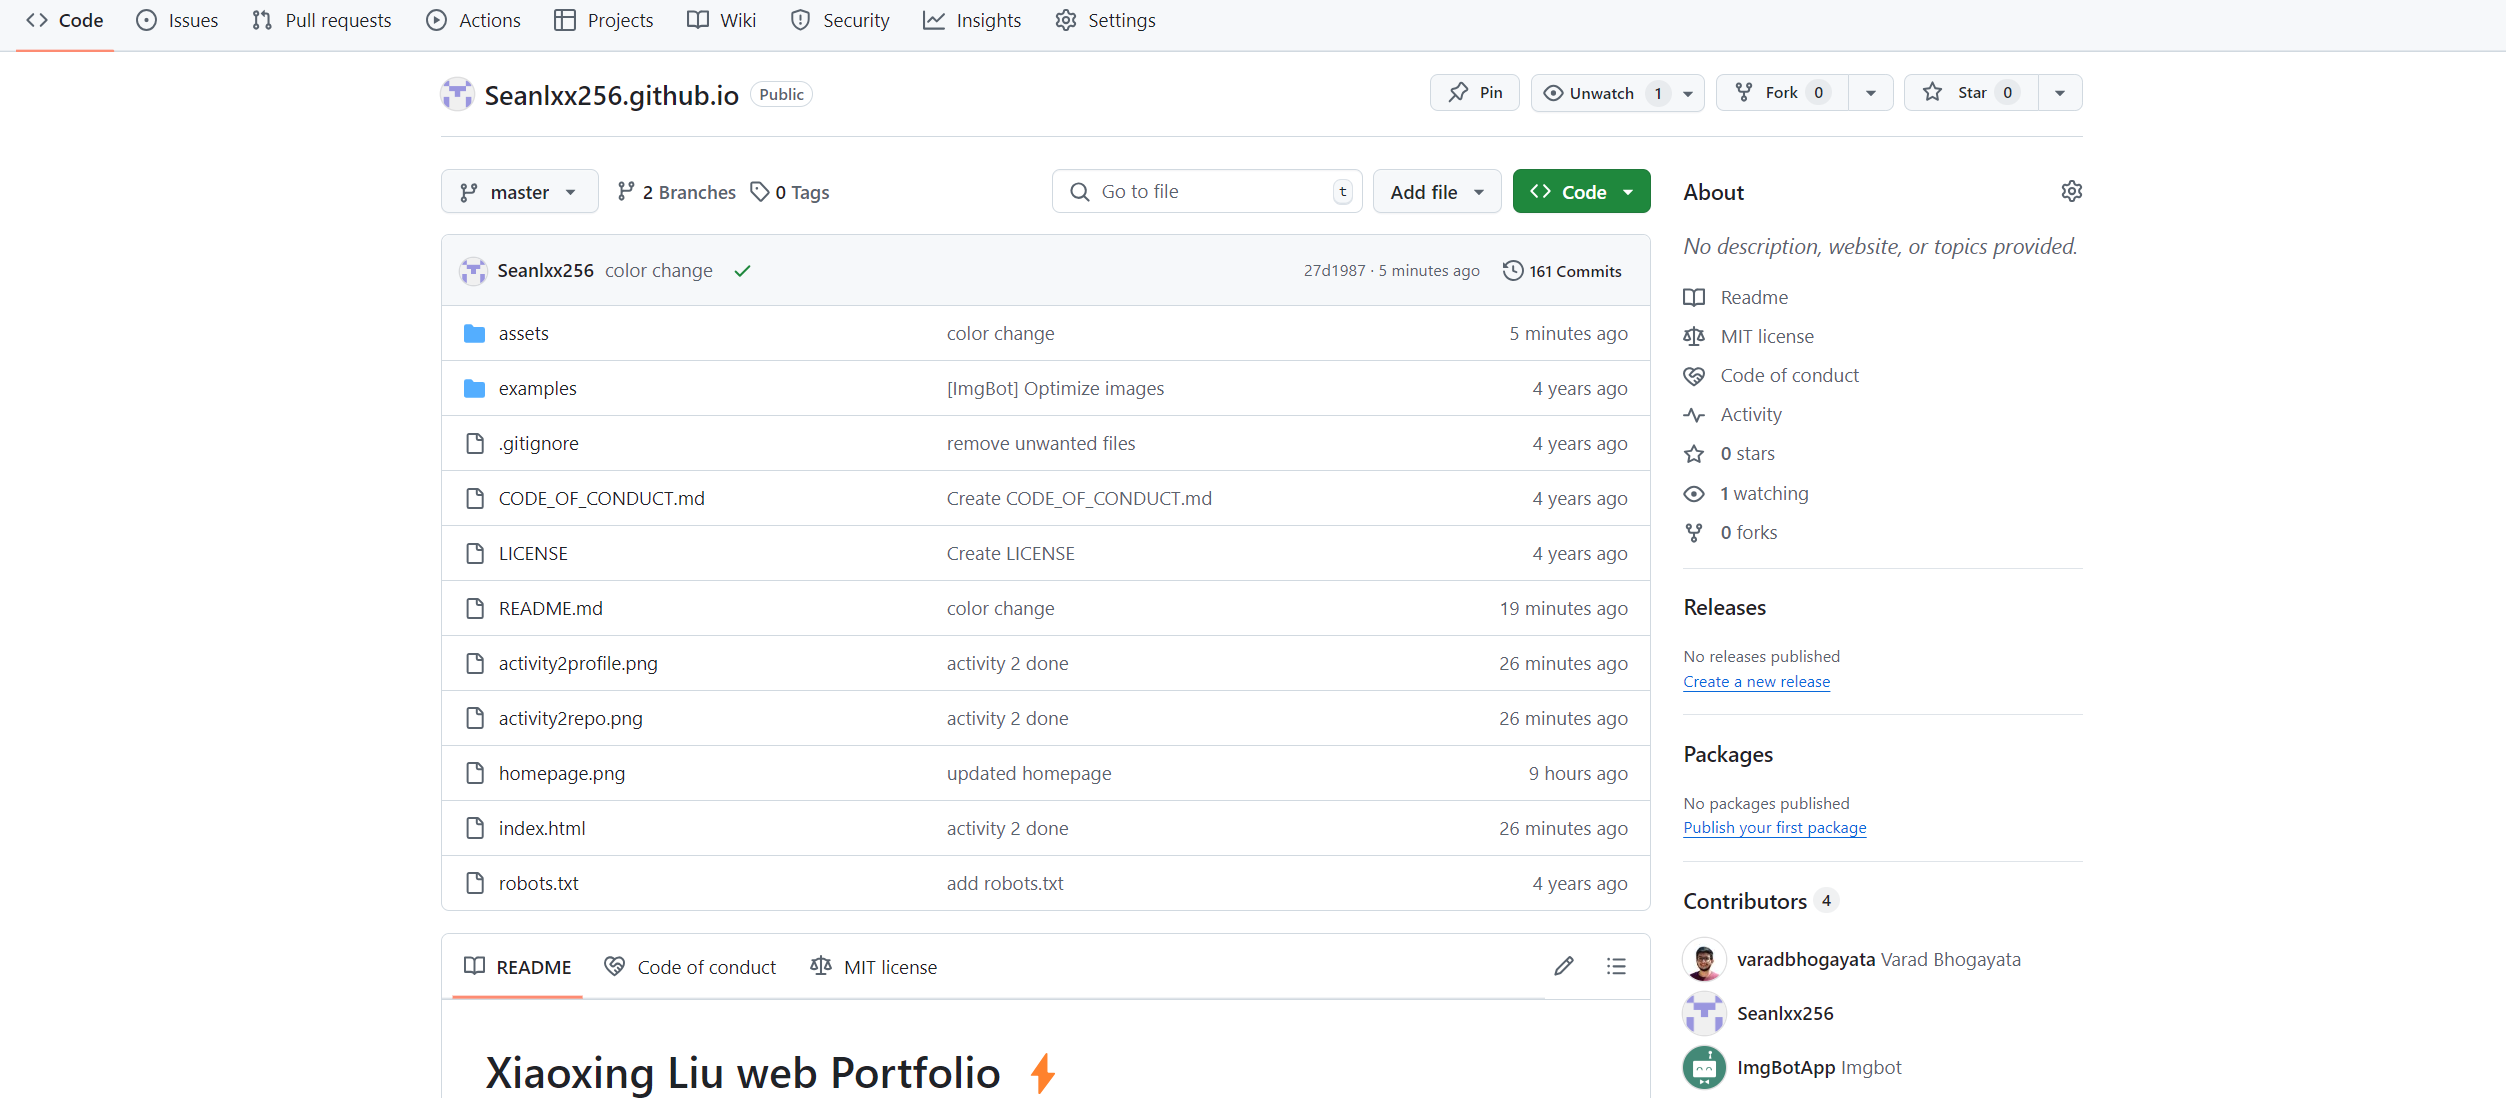 Code Issues Pull requests Actions Projects Wiki Security Insights Settings
Seanlxx256.github.io Public
Pin Unwatch 1 Fork 0 Star 0
master 2 Branches 0 Tags Go to file t Add file Code
Seanlxx256 color change 27d1987 · 5 minutes ago 161 Commits
assets color change 5 minutes ago
examples [ImgBot] Optimize images 4 years ago
.gitignore remove unwanted files 4 years ago
CODE_OF_CONDUCT.md Create CODE_OF_CONDUCT.md 4 years ago
LICENSE Create LICENSE 4 years ago
README.md color change 19 minutes ago
activity2profile.png activity 2 done 26 minutes ago
activity2repo.png activity 2 done 26 minutes ago
homepage.png updated homepage 9 hours ago
index.html activity 2 done 26 minutes ago
robots.txt add robots.txt 4 years ago
README Code of conduct MIT license
Xiaoxing Liu web Portfolio ⚡
About
No description, website, or topics provided.
Readme
MIT license
Code of conduct
Activity
0 stars
1 watching
0 forks
Releases
No releases published
Create a new release
Packages
No packages published
Publish your first package
Contributors 4
varadbhogayata Varad Bhogayata
Seanlxx256
ImgBotApp Imgbot